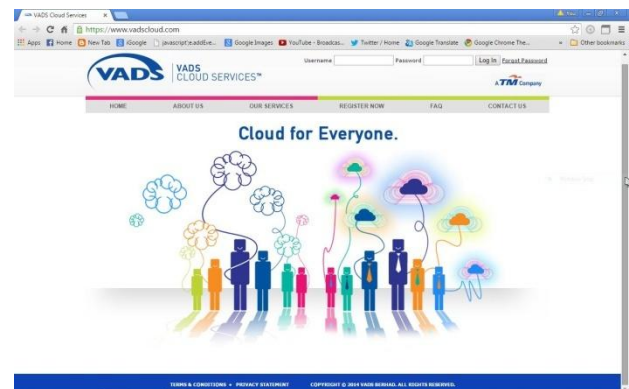 VADS Cloud Services
https://www.vadscloud.com
Apps Home New Tab iGoogle javascript:e.addEve... Google Images YouTube - Broadcas... Twitter / Home Google Translate Google Chrome The... » Other bookmarks
Username Password Log In Forgot Password
VADS VADS
CLOUD SERVICES™
A TM Company
HOME ABOUT US OUR SERVICES REGISTER NOW FAQ CONTACT US
Cloud for Everyone.
TERMS & CONDITIONS • PRIVACY STATEMENT COPYRIGHT © 2014 VADS BERHAD. ALL RIGHTS RESERVED.